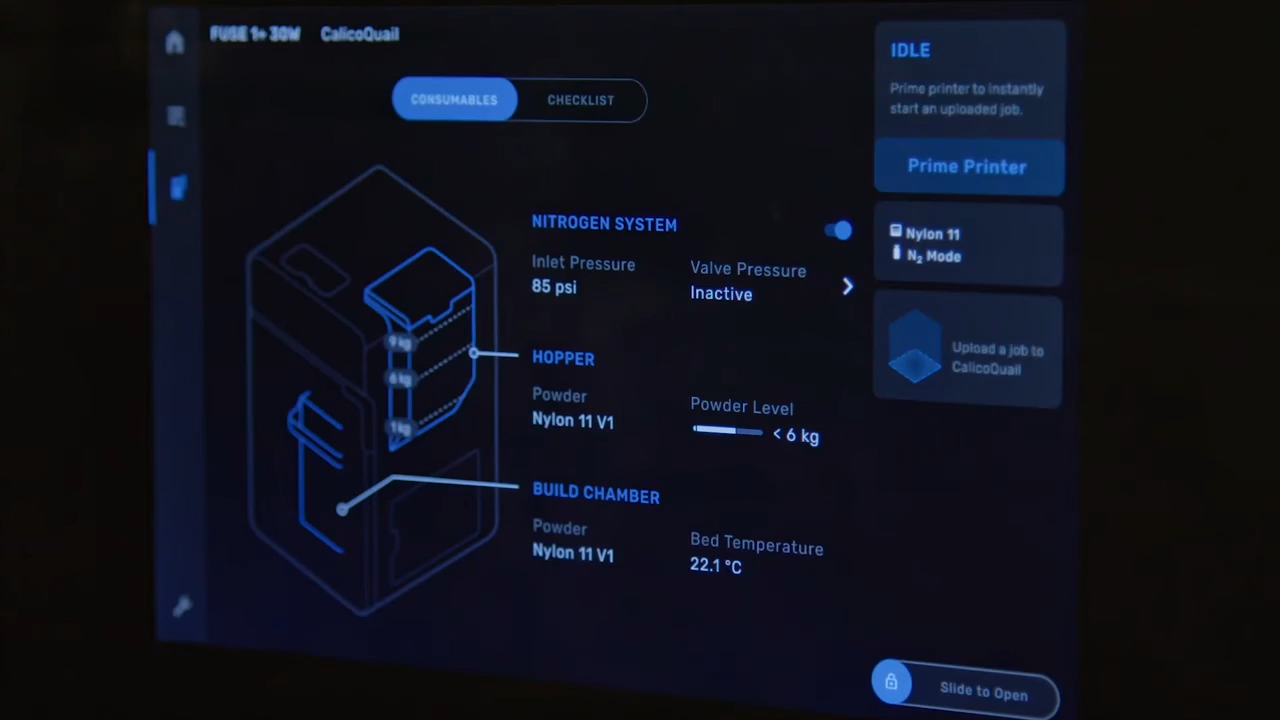 FUSE 1+ 30W CalicoQuail
CONSUMABLES CHECKLIST
IDLE
Prime printer to instantly
start an uploaded job.
Prime Printer
Nylon 11
N₂ Mode
Upload a job to
CalicoQuail
NITROGEN SYSTEM
Inlet Pressure
85 psi
Valve Pressure
Inactive
9 kg
6 kg
1 kg
HOPPER
Powder
Nylon 11 V1
Powder Level
< 6 kg
BUILD CHAMBER
Powder
Nylon 11 V1
Bed Temperature
22.1 °C
Slide to Open